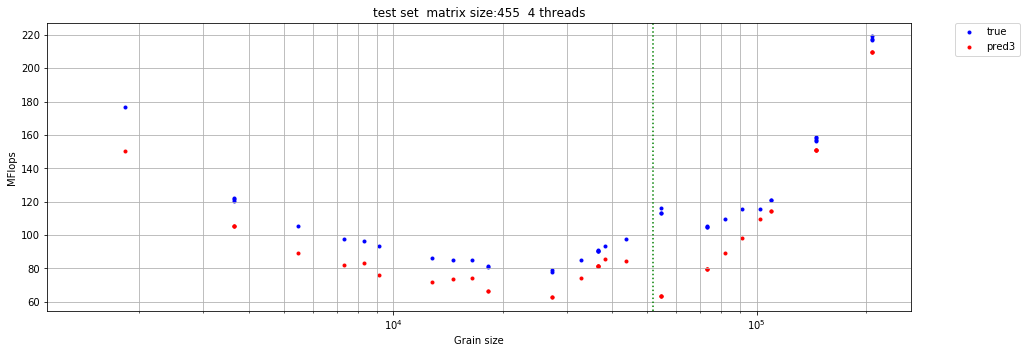 test set  matrix size:455  4 threads
true
pred3
MFlops
220
200
180
160
140
120
100
80
60
10⁴
10⁵
Grain size